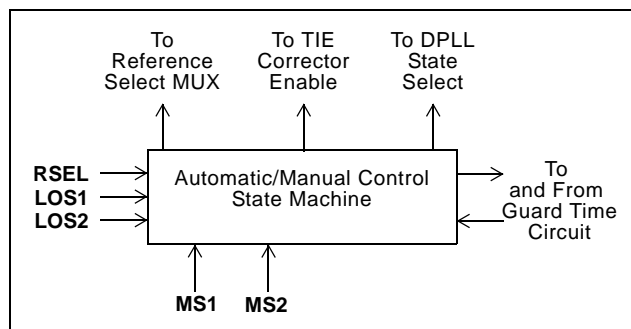 To
Reference
Select MUX
To TIE
Corrector
Enable
To DPLL
State
Select
RSEL
LOS1
LOS2
Automatic/Manual Control
State Machine
To
and From
Guard Time
Circuit
MS1
MS2